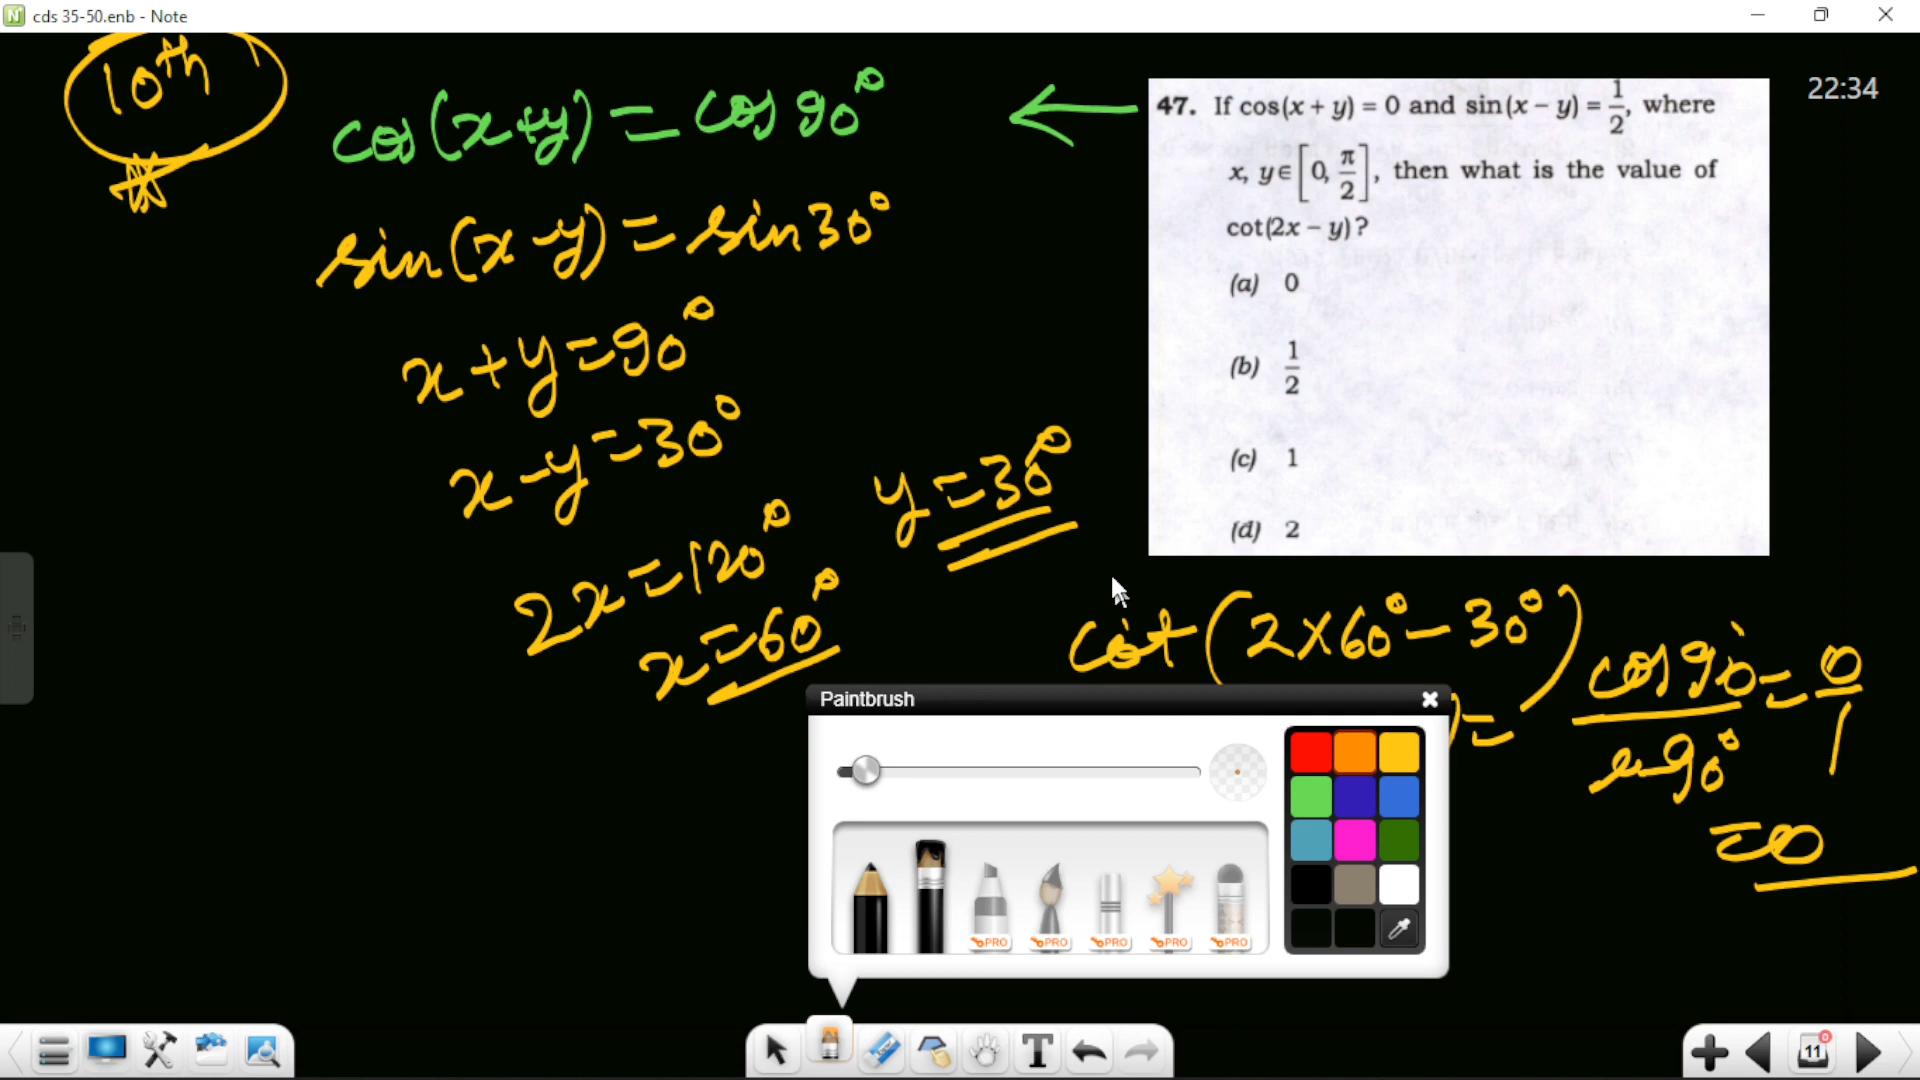 cds 35-50.enb - Note
10th
22:34
cos(x+y) = cos 90°
sin(x-y) = sin 30°
x+y=90°
x-y=30°
2x=120°
x=60°
y=30°
47. If cos(x + y) = 0 and sin(x − y) = 1/2, where
x, y ∈ [0, π/2], then what is the value of
cot(2x − y)?
(a) 0
(b) 1/2
(c) 1
(d) 2
cot(2×60°-30°)
) = cos 90°/ 90° = 0/1
=0
Paintbrush
PRO PRO PRO PRO PRO
T
11
0